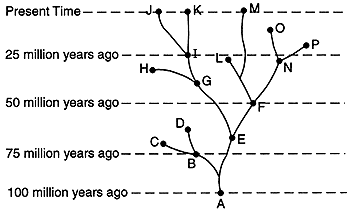 Present Time
J K M
O
P
25 million years ago
I
L
N
H
G
50 million years ago
F
D
C
E
75 million years ago
B
100 million years ago
A